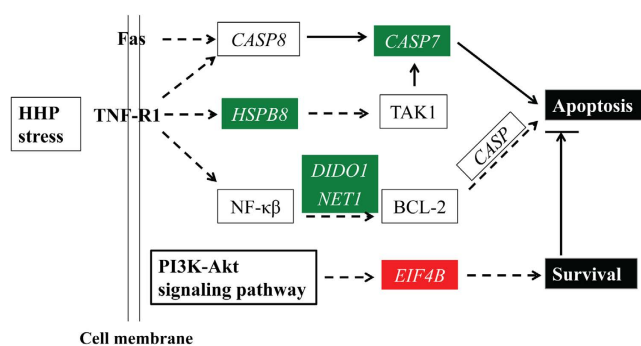 Fas
CASP8
CASP7
HHP
stress
TNF-R1
HSPB8
TAK1
Apoptosis
DIDO1
NET1
CASP
NF-κβ
BCL-2
PI3K-Akt
signaling pathway
EIF4B
Survival
Cell membrane